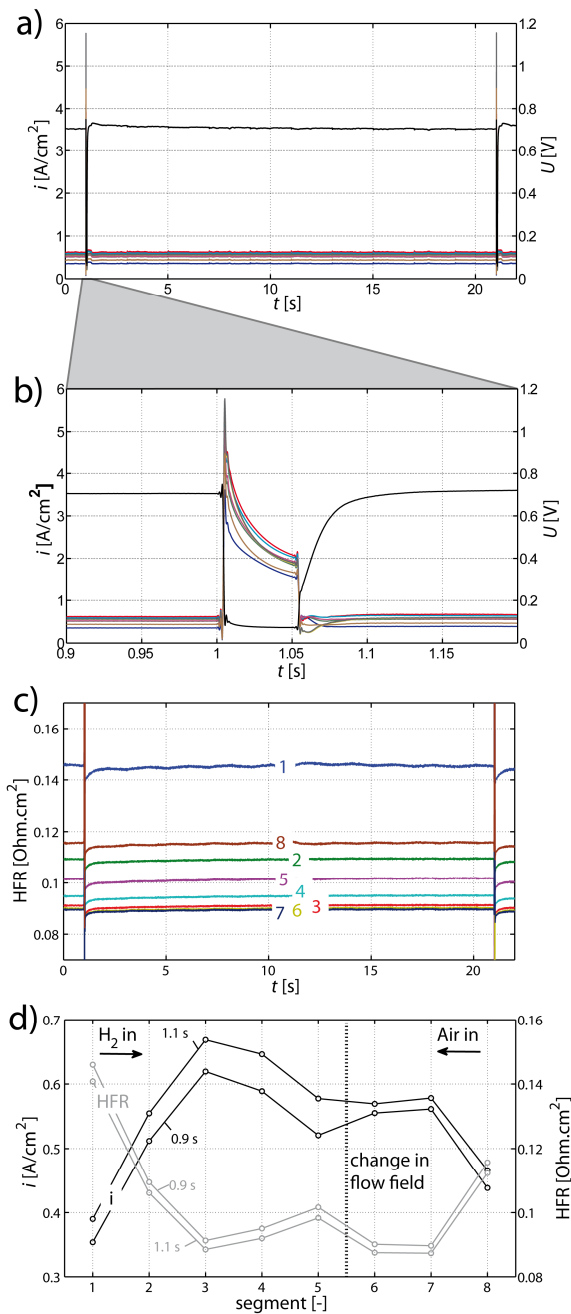 a)
6
5
4
3
2
1
0
i [A/cm²]
1.2
1
0.8
0.6
0.4
0.2
0
U [V]
0 5 10 15 20
t [s]
b)
6
5
4
3
2
1
0
i [A/cm²]
1.2
1
0.8
0.6
0.4
0.2
0
U [V]
0.9 0.95 1 1.05 1.1 1.15
t [s]
c)
0.16
0.14
0.12
0.1
0.08
HFR [Ohm.cm²]
1
8
2
5
4
7 6 3
0 5 10 15 20
t [s]
d)
0.7
0.6
0.5
0.4
0.3
i [A/cm²]
0.16
0.14
0.12
0.1
0.08
HFR [Ohm.cm²]
H₂ in
1.1 s
Air in
HFR
0.9 s
i
0.9 s
1.1 s
change in
flow field
1 2 3 4 5 6 7 8
segment [-]